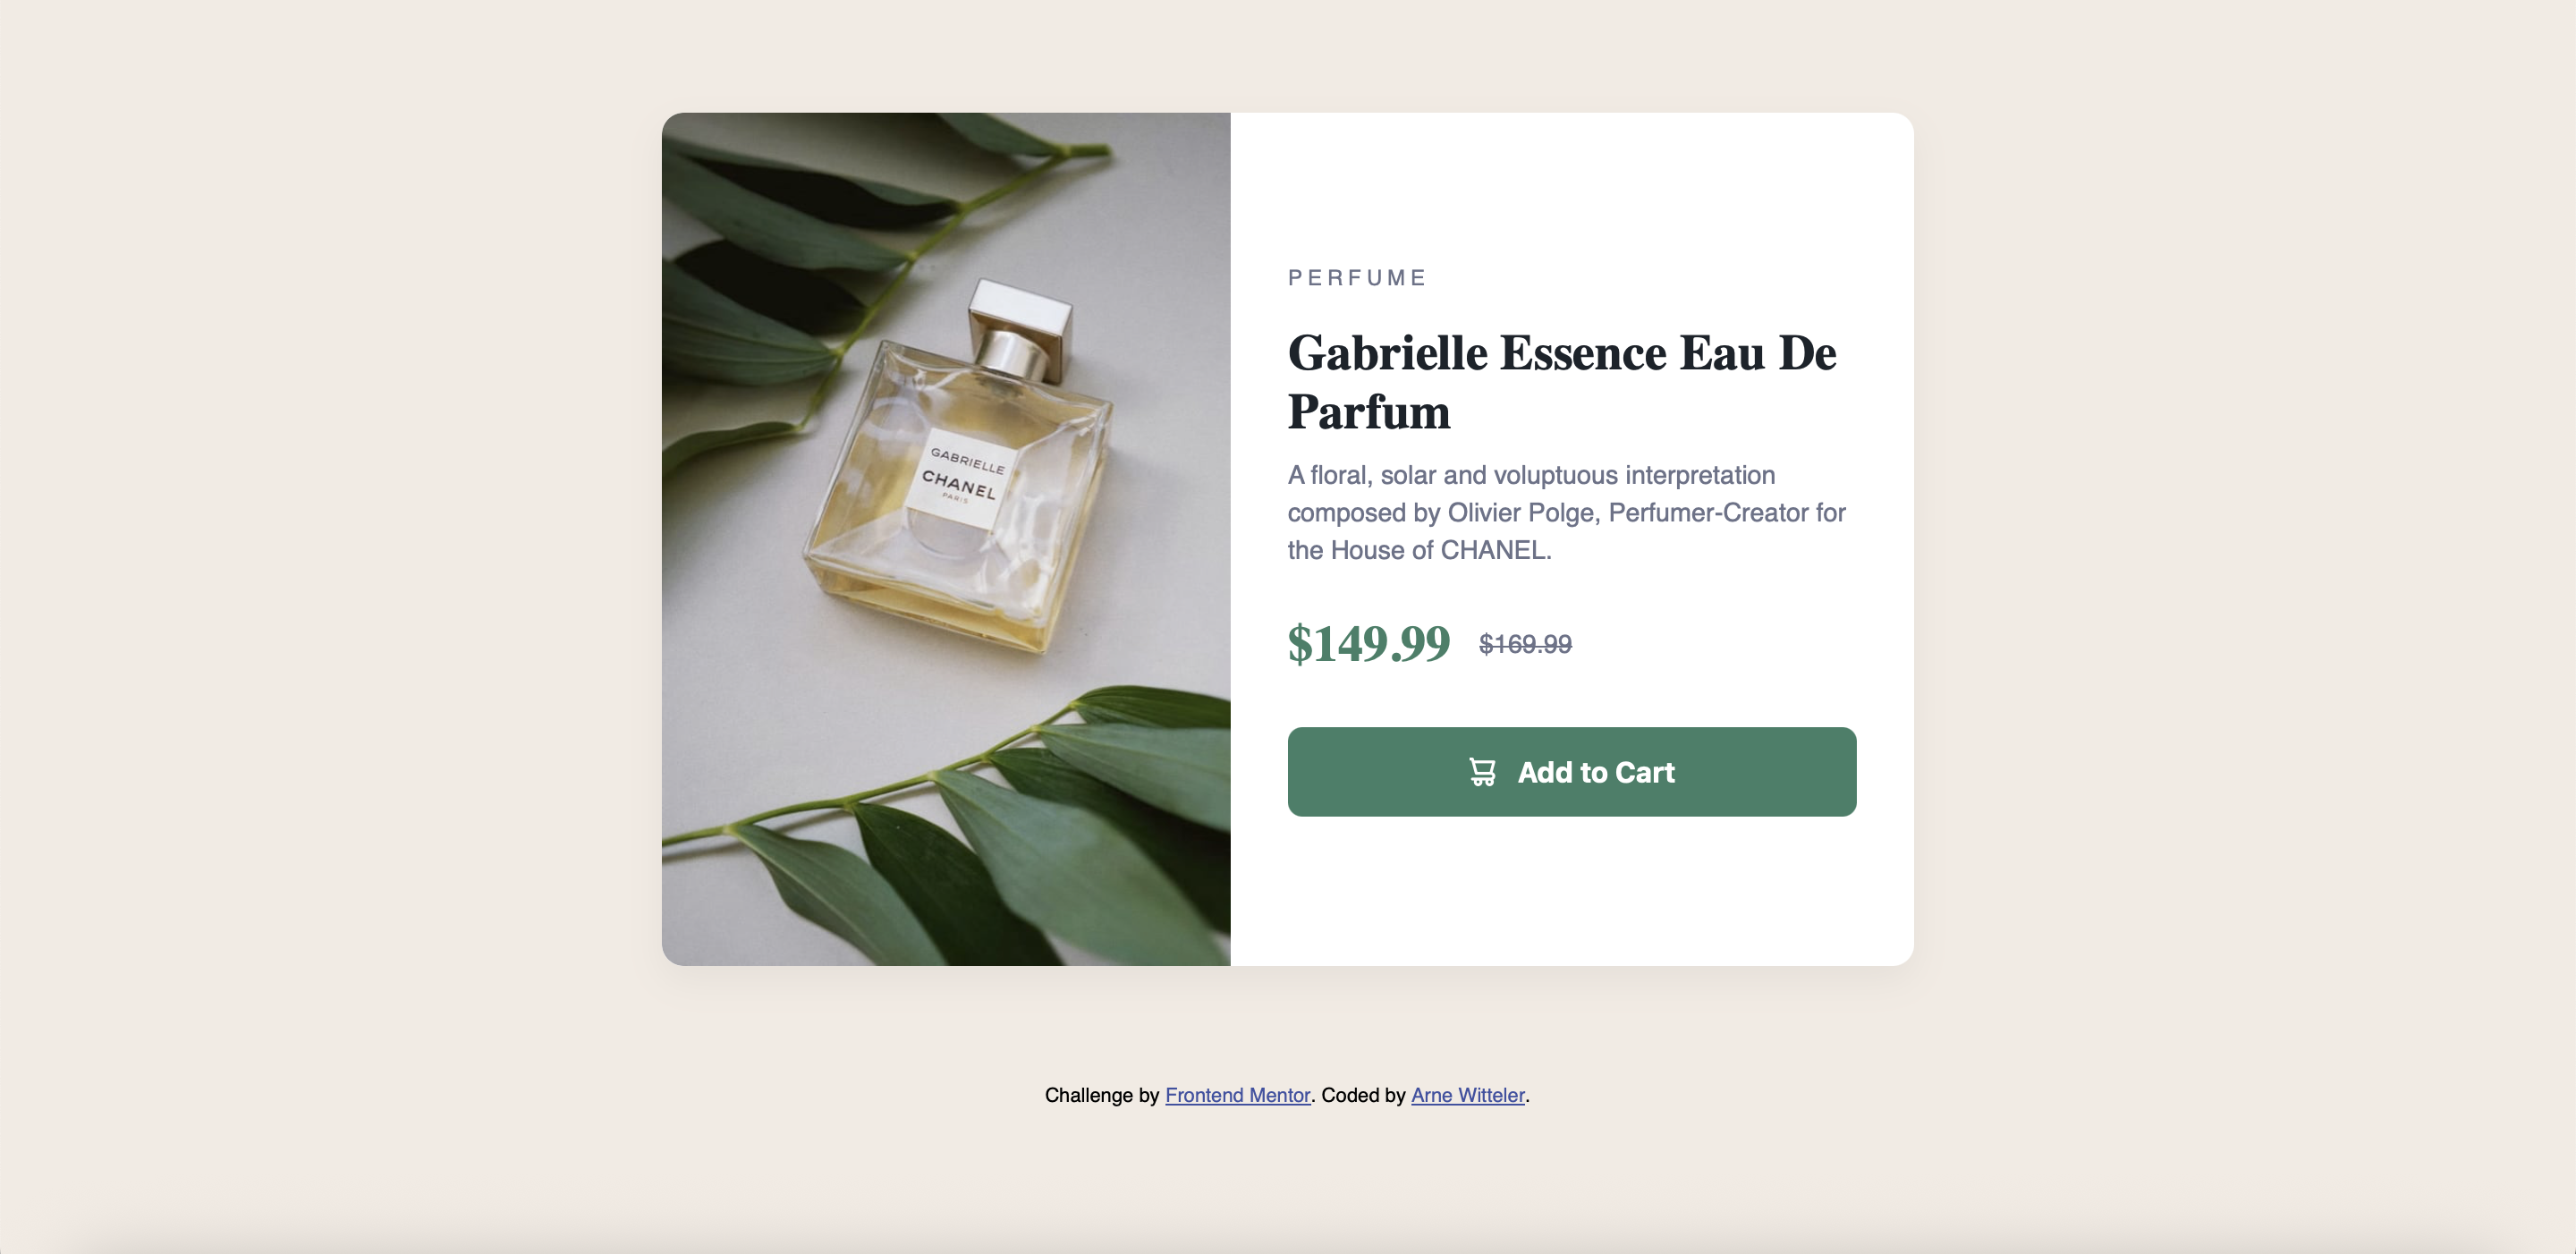 GABRIELLE
CHANEL
PARIS
PERFUME
Gabrielle Essence Eau De
Parfum
A floral, solar and voluptuous interpretation
composed by Olivier Polge, Perfumer-Creator for
the House of CHANEL.
$149.99 $169.99
Add to Cart
Challenge by Frontend Mentor. Coded by Arne Witteler.